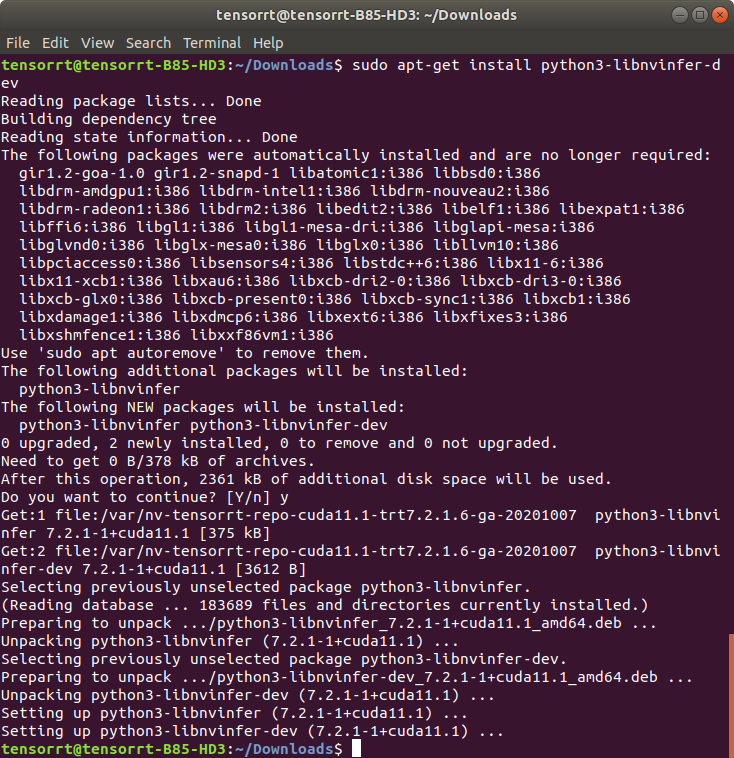 tensorrt@tensorrt-B85-HD3: ~/Downloads
File Edit View Search Terminal Help
tensorrt@tensorrt-B85-HD3:~/Downloads$ sudo apt-get install python3-libnvinfer-d
ev
Reading package lists... Done
Building dependency tree
Reading state information... Done
The following packages were automatically installed and are no longer required:
  gir1.2-goa-1.0 gir1.2-snapd-1 libatomic1:i386 libbsd0:i386
  libdrm-amdgpu1:i386 libdrm-intel1:i386 libdrm-nouveau2:i386
  libdrm-radeon1:i386 libdrm2:i386 libedit2:i386 libelf1:i386 libexpat1:i386
  libffi6:i386 libgl1:i386 libgl1-mesa-dri:i386 libglapi-mesa:i386
  libglvnd0:i386 libglx-mesa0:i386 libglx0:i386 libllvm10:i386
  libpciaccess0:i386 libsensors4:i386 libstdc++6:i386 libx11-6:i386
  libx11-xcb1:i386 libxau6:i386 libxcb-dri2-0:i386 libxcb-dri3-0:i386
  libxcb-glx0:i386 libxcb-present0:i386 libxcb-sync1:i386 libxcb1:i386
  libxdamage1:i386 libxdmcp6:i386 libxext6:i386 libxfixes3:i386
  libxshmfence1:i386 libxxf86vm1:i386
Use 'sudo apt autoremove' to remove them.
The following additional packages will be installed:
  python3-libnvinfer
The following NEW packages will be installed:
  python3-libnvinfer python3-libnvinfer-dev
0 upgraded, 2 newly installed, 0 to remove and 0 not upgraded.
Need to get 0 B/378 kB of archives.
After this operation, 2361 kB of additional disk space will be used.
Do you want to continue? [Y/n] y
Get:1 file:/var/nv-tensorrt-repo-cuda11.1-trt7.2.1.6-ga-20201007  python3-libnvi
nfer 7.2.1-1+cuda11.1 [375 kB]
Get:2 file:/var/nv-tensorrt-repo-cuda11.1-trt7.2.1.6-ga-20201007  python3-libnvi
nfer-dev 7.2.1-1+cuda11.1 [3612 B]
Selecting previously unselected package python3-libnvinfer.
(Reading database ... 183689 files and directories currently installed.)
Preparing to unpack .../python3-libnvinfer_7.2.1-1+cuda11.1_amd64.deb ...
Unpacking python3-libnvinfer (7.2.1-1+cuda11.1) ...
Selecting previously unselected package python3-libnvinfer-dev.
Preparing to unpack .../python3-libnvinfer-dev_7.2.1-1+cuda11.1_amd64.deb ...
Unpacking python3-libnvinfer-dev (7.2.1-1+cuda11.1) ...
Setting up python3-libnvinfer (7.2.1-1+cuda11.1) ...
Setting up python3-libnvinfer-dev (7.2.1-1+cuda11.1) ...
tensorrt@tensorrt-B85-HD3:~/Downloads$